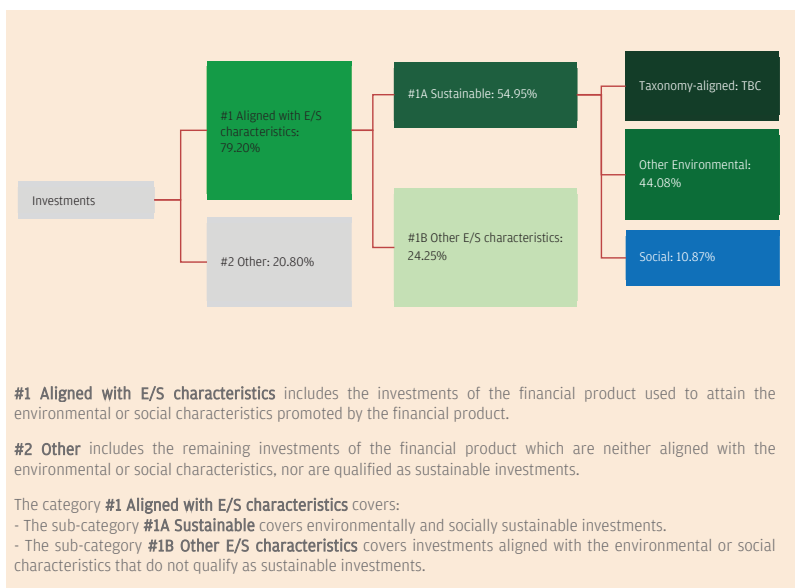 Investments
#1 Aligned with E/S
characteristics:
79.20%
#2 Other: 20.80%
#1A Sustainable: 54.95%
#1B Other E/S characteristics:
24.25%
Taxonomy-aligned: TBC
Other Environmental:
44.08%
Social: 10.87%
#1 Aligned with E/S characteristics includes the investments of the financial product used to attain the
environmental or social characteristics promoted by the financial product.
#2 Other includes the remaining investments of the financial product which are neither aligned with the
environmental or social characteristics, nor are qualified as sustainable investments.
The category #1 Aligned with E/S characteristics covers:
- The sub-category #1A Sustainable covers environmentally and socially sustainable investments.
- The sub-category #1B Other E/S characteristics covers investments aligned with the environmental or social
characteristics that do not qualify as sustainable investments.